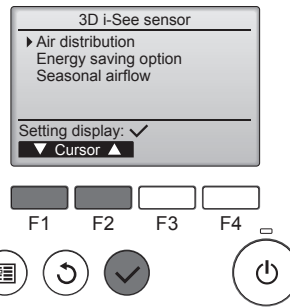 3D i-See sensor
Air distribution
Energy saving option
Seasonal airflow
Setting display:
Cursor
F1 F2 F3 F4